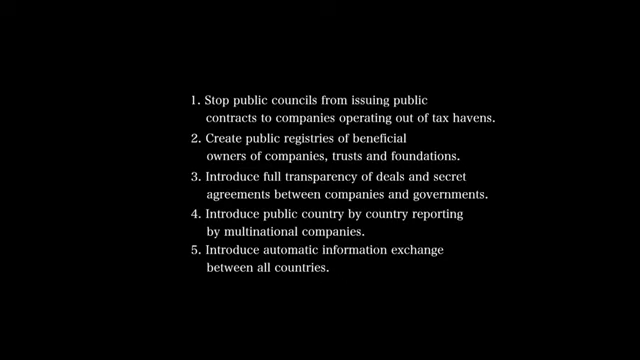 1. Stop public councils from issuing public
contracts to companies operating out of tax havens.
2. Create public registries of beneficial
owners of companies, trusts and foundations.
3. Introduce full transparency of deals and secret
agreements between companies and governments.
4. Introduce public country by country reporting
by multinational companies.
5. Introduce automatic information exchange
between all countries.